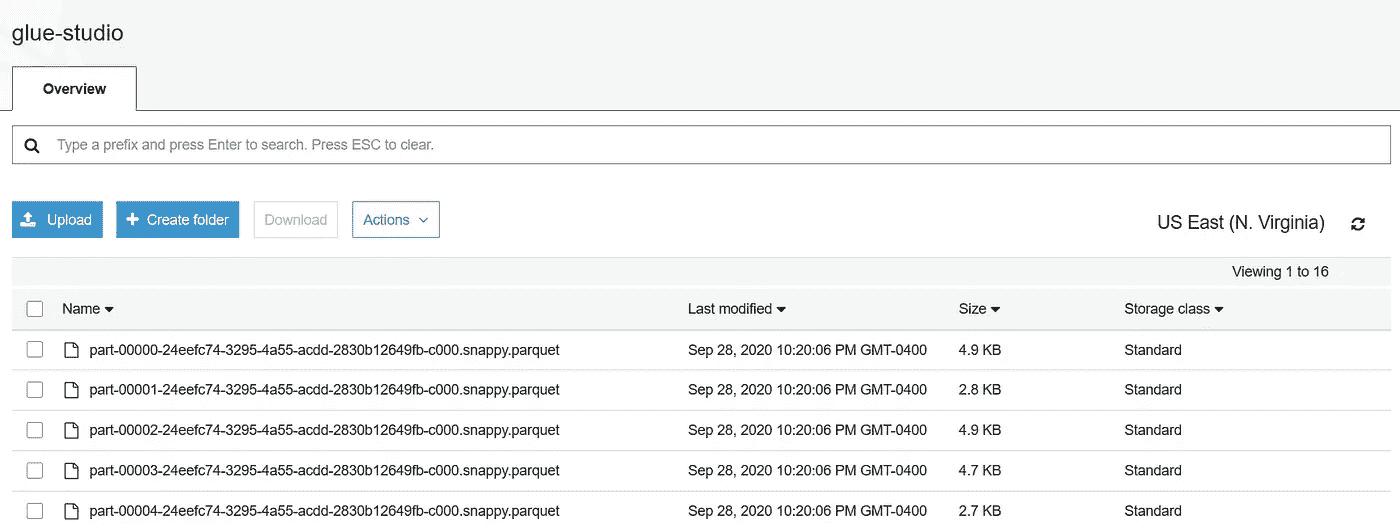 glue-studio
Overview
Type a prefix and press Enter to search. Press ESC to clear.
Upload Create folder Download Actions US East (N. Virginia)
Viewing 1 to 16
Name Last modified Size Storage class
part-00000-24eefc74-3295-4a55-acdd-2830b12649fb-c000.snappy.parquet Sep 28, 2020 10:20:06 PM GMT-0400 4.9 KB Standard
part-00001-24eefc74-3295-4a55-acdd-2830b12649fb-c000.snappy.parquet Sep 28, 2020 10:20:06 PM GMT-0400 2.8 KB Standard
part-00002-24eefc74-3295-4a55-acdd-2830b12649fb-c000.snappy.parquet Sep 28, 2020 10:20:06 PM GMT-0400 4.9 KB Standard
part-00003-24eefc74-3295-4a55-acdd-2830b12649fb-c000.snappy.parquet Sep 28, 2020 10:20:06 PM GMT-0400 4.7 KB Standard
part-00004-24eefc74-3295-4a55-acdd-2830b12649fb-c000.snappy.parquet Sep 28, 2020 10:20:06 PM GMT-0400 2.7 KB Standard